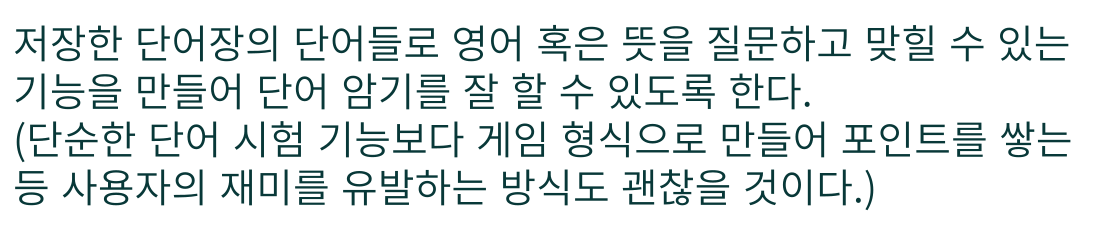 저장한 단어장의 단어들로 영어 혹은 뜻을 질문하고 맞힐 수 있는
기능을 만들어 단어 암기를 잘 할 수 있도록 한다.
(단순한 단어 시험 기능보다 게임 형식으로 만들어 포인트를 쌓는
등 사용자의 재미를 유발하는 방식도 괜찮을 것이다.)